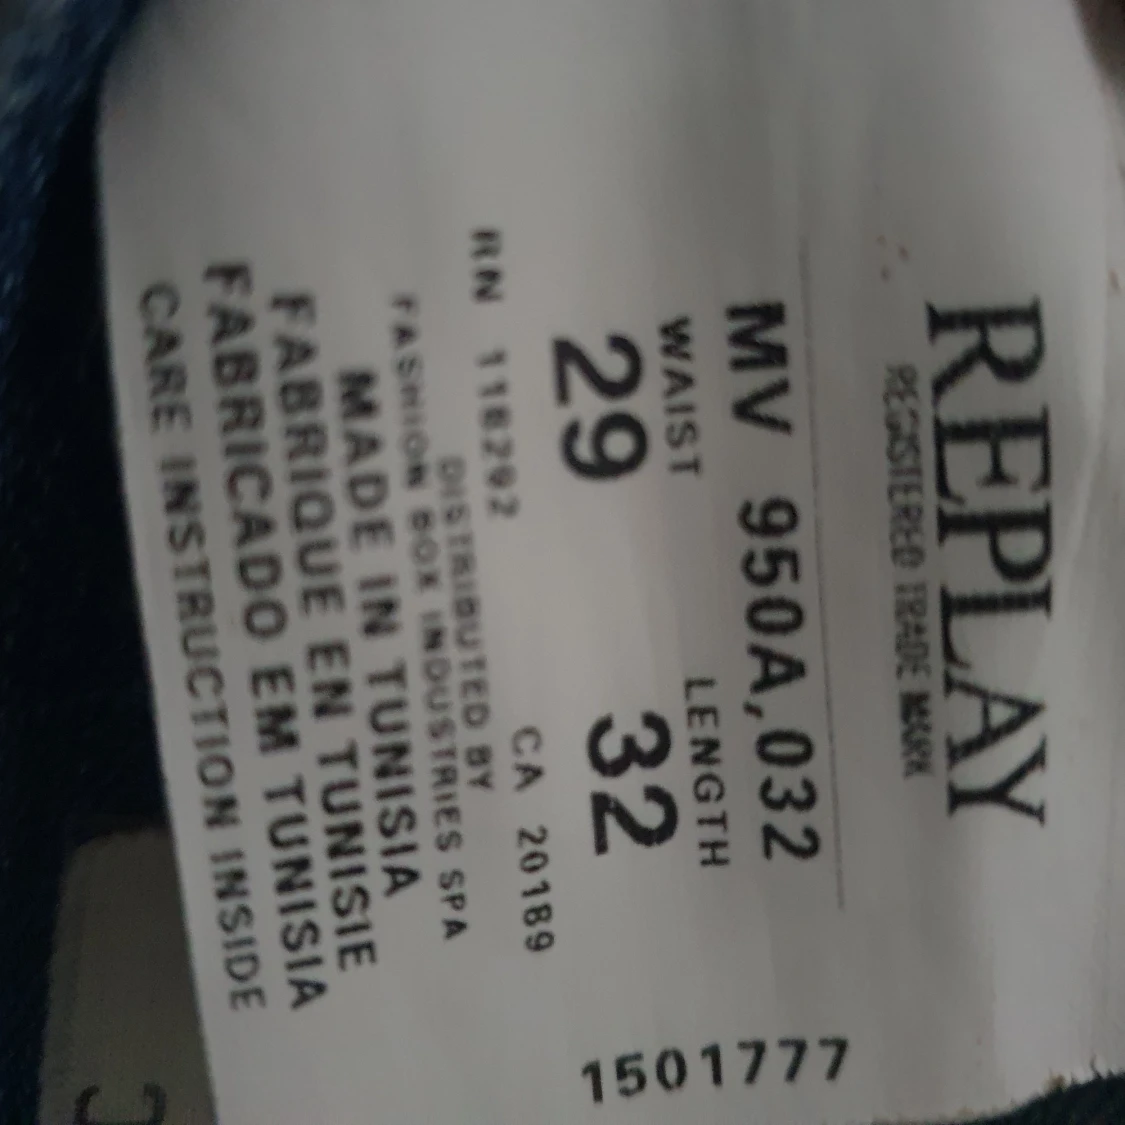 REPLAY
REGISTERED TRADE MARK
MV 950A,032
WAIST LENGTH
29 32
RN 118292 CA 20189
DISTRIBUTED BY
FASHION BOX INDUSTRIES SPA
MADE IN TUNISIA
FABRIQUE EN TUNISIE
FABRICADO EM TUNISIA
CARE INSTRUCTION INSIDE
1501777